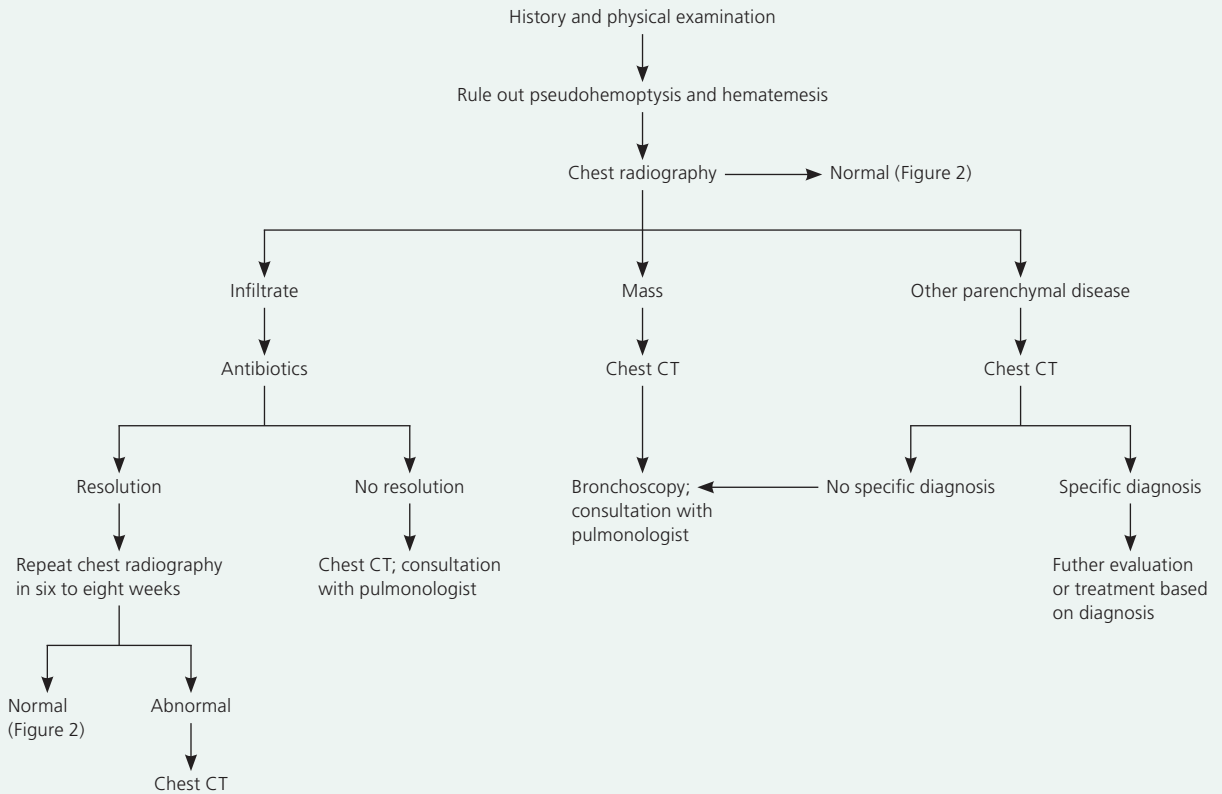 History and physical examination
Rule out pseudohemoptysis and hematemesis
Chest radiography
Normal (Figure 2)
Infiltrate
Mass
Other parenchymal disease
Antibiotics
Chest CT
Chest CT
Resolution
No resolution
Bronchoscopy;
consultation with
pulmonologist
No specific diagnosis
Specific diagnosis
Repeat chest radiography
in six to eight weeks
Chest CT; consultation
with pulmonologist
Futher evaluation
or treatment based
on diagnosis
Normal
(Figure 2)
Abnormal
Chest CT